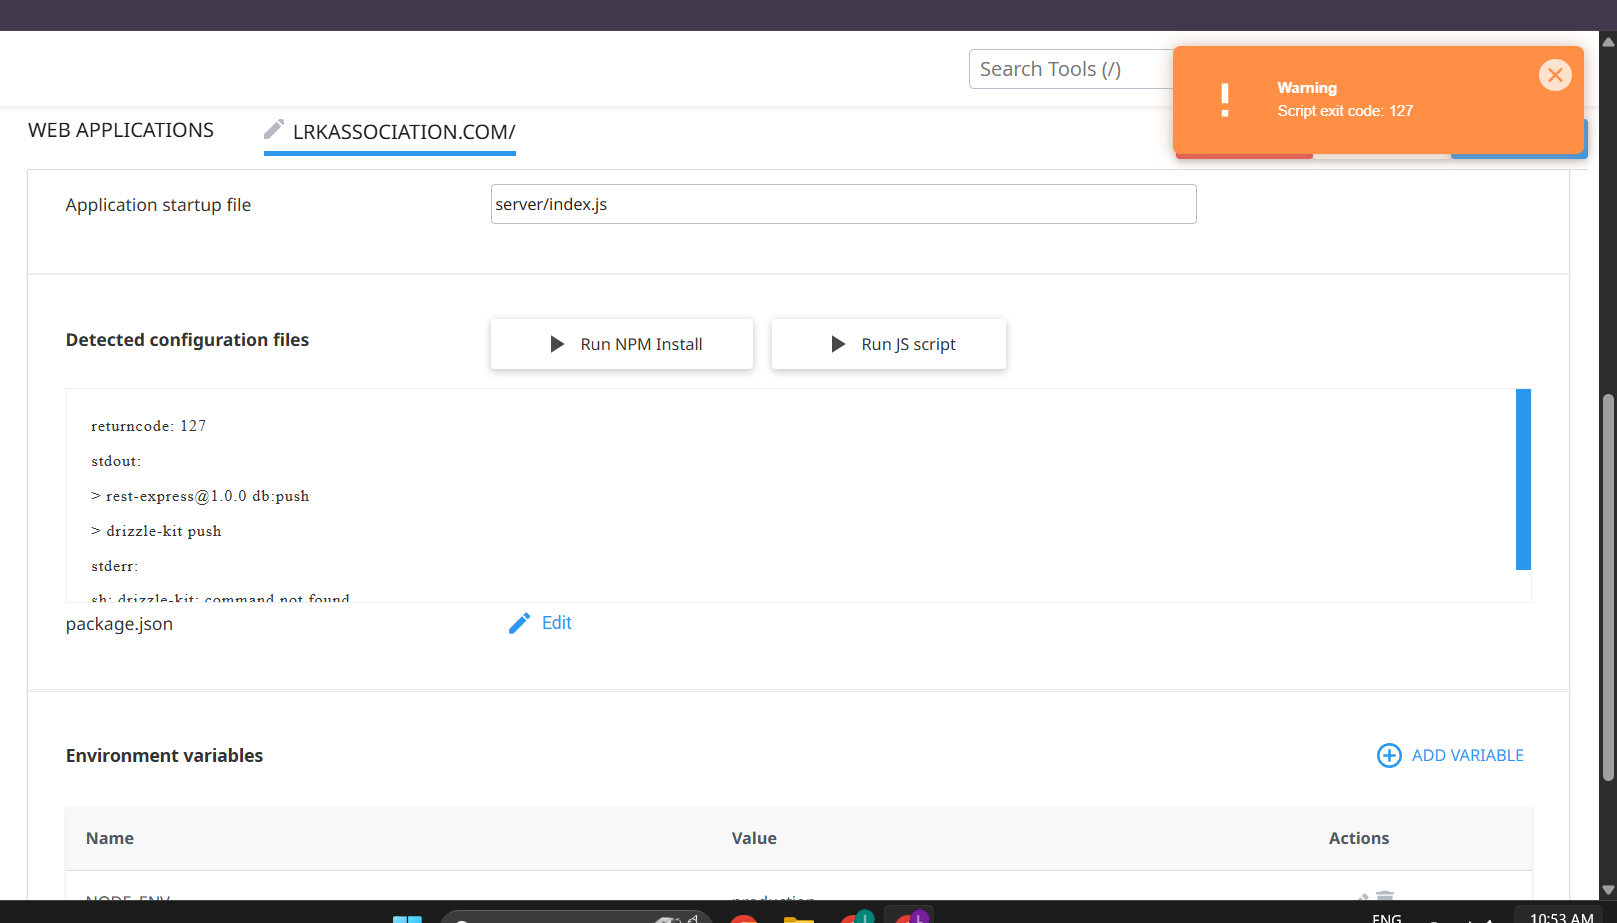 Search Tools (/)
Warning
Script exit code: 127
WEB APPLICATIONS
LRKASSOCIATION.COM/
Application startup file
server/index.js
Detected configuration files
Run NPM Install
Run JS script
returncode: 127
stdout:
> rest-express@1.0.0 db:push
> drizzle-kit push
stderr:
sh: drizzle-kit: command not found
package.json
Edit
Environment variables
ADD VARIABLE
Name Value Actions
NODE_ENV production
ENG
10:53 AM